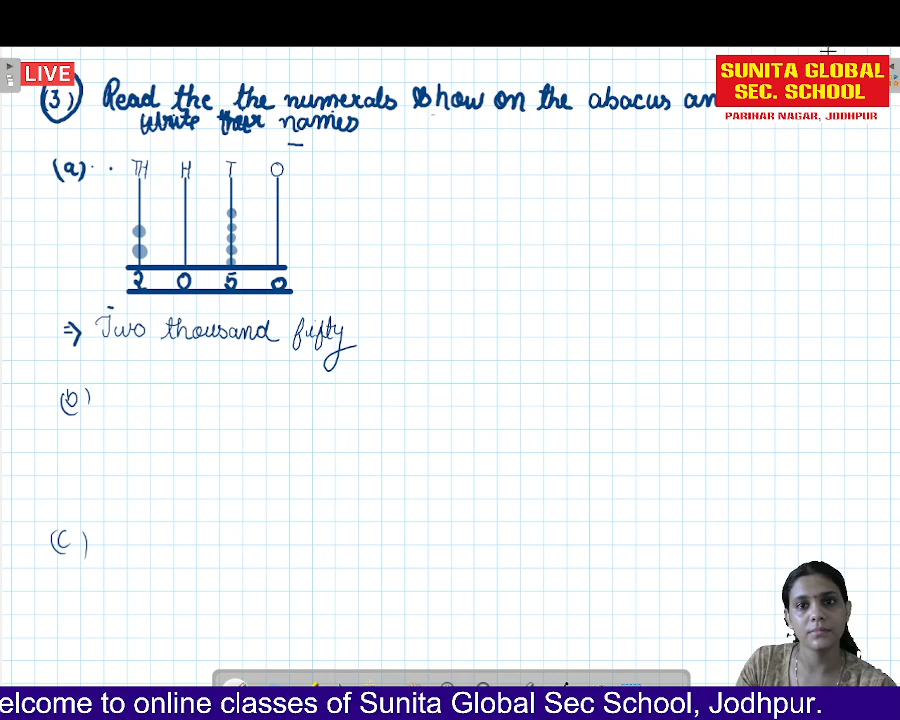 LIVE
SUNITA GLOBAL
SEC. SCHOOL
PARIHAR NAGAR, JODHPUR
(3) Read the the numerals show on the abacus an
write their names
(a) TH H T O
2 0 5 0
⇒ Two thousand fifty
(b)
(c)
elcome to online classes of Sunita Global Sec School, Jodhpur.